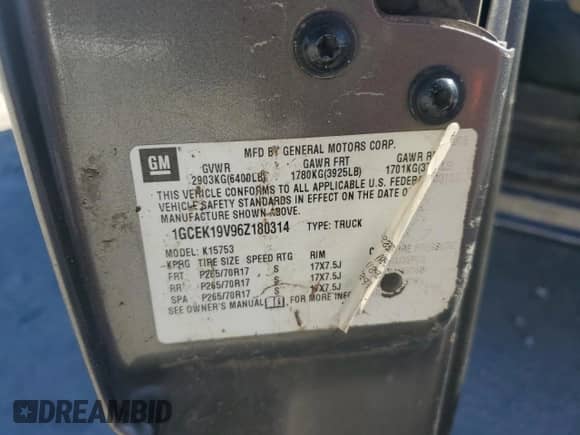 GM
MFD BY GENERAL MOTORS CORP.
GVWR GAWR FRT GAWR
2903KG(6400LB) 1780KG(3925LB) 1701KG(
THIS VEHICLE CONFORMS TO ALL APPLICABLE U.S.
VEHICLE SAFETY STANDARDS IN EFFECT ON THE DATE
MANUFACTURE SHOWN ABOVE.
1GCEK19V96Z180314 TYPE: TRUCK
MODEL: K15753
TIRE SIZE SPEED RTG RIM
FRT P265/70R17 S 17X7.5J
RR P265/70R17 S 17X7.5J
SPA P265/70R17 S 17X7.5J
SEE OWNER'S MANUAL FOR MORE
DREAMBID